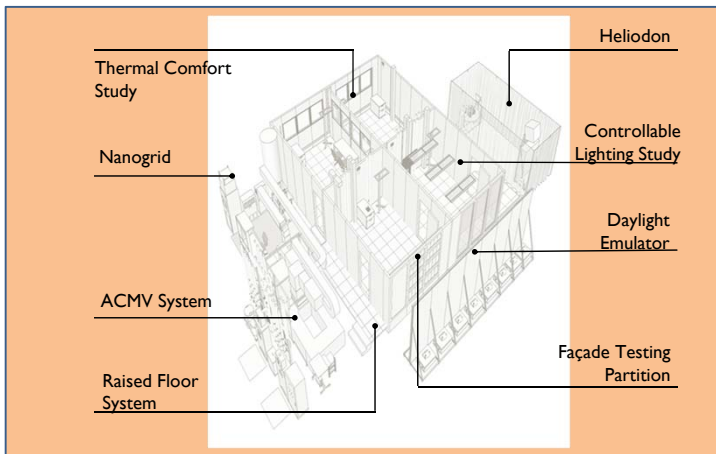 Thermal Comfort
Study
Nanogrid
ACMV System
Raised Floor
System
Heliodon
Controllable
Lighting Study
Daylight
Emulator
Façade Testing
Partition